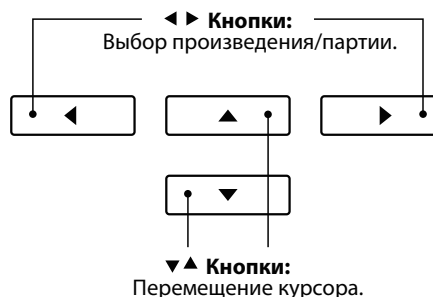 ◀ ▶ Кнопки:
Выбор произведения/партии.
▼▲ Кнопки:
Перемещение курсора.